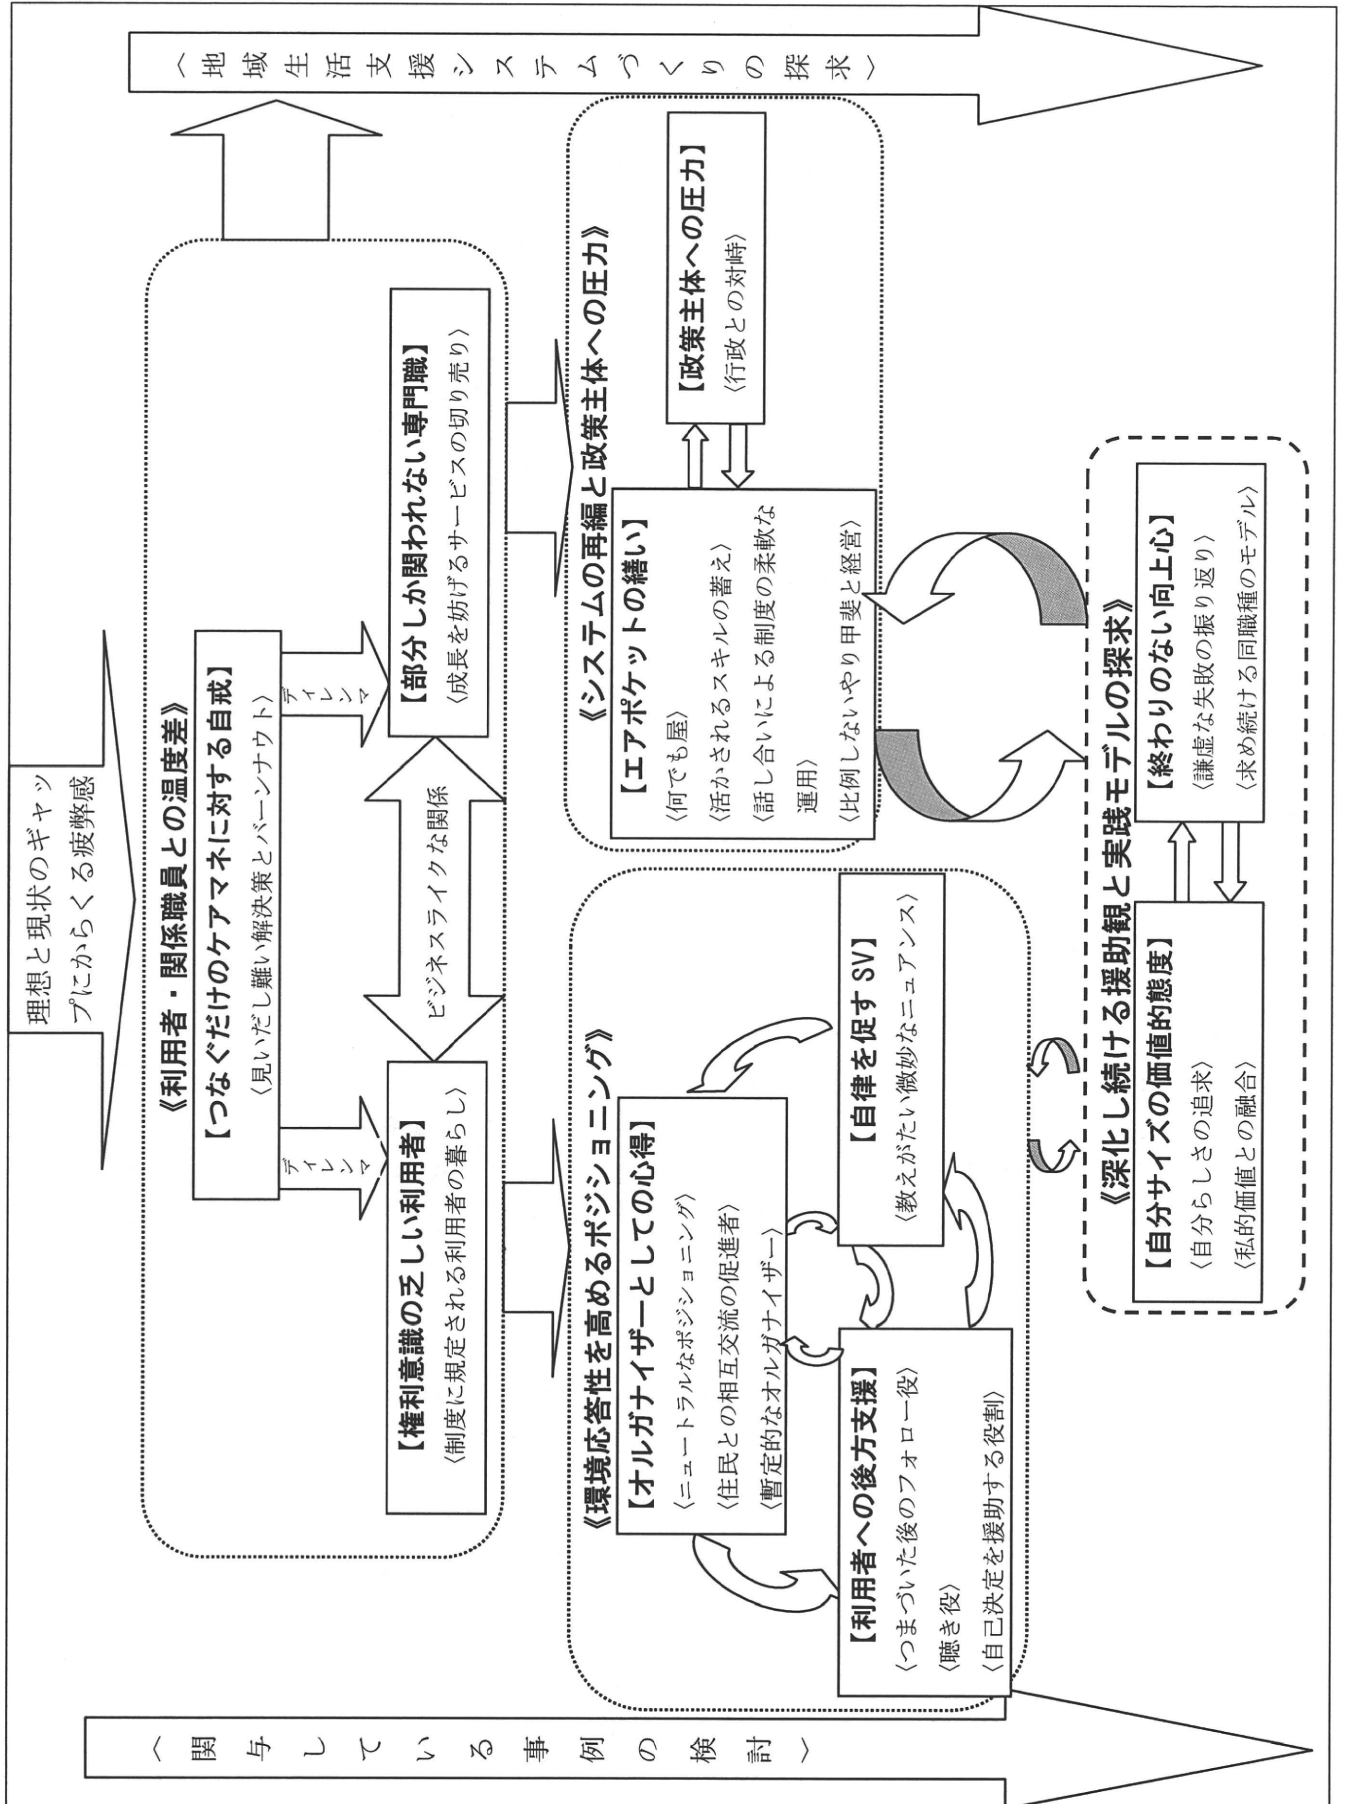 理想と現状のギャッ
プにからくる疲弊感
《利用者・関係職員との温度差》
【つなぐだけのケアマネに対する自戒】
〈見いだし難い解決策とバーンナウト〉
ディレンマ
ディレンマ
【権利意識の乏しい利用者】
〈制度に規定される利用者の暮らし〉
ビジネスライクな関係
【部分しか関われない専門職】
〈成長を妨げるサービスの切り売り〉
〈関与している事例の検討〉
〈地域生活支援システムづくりの探求〉
《環境応答性を高めるポジショニング》
【オルガナイザーとしての心得】
〈ニュートラルなポジショニング〉
〈住民との相互交流の促進者〉
〈暫定的なオルガナイザー〉
【利用者への後方支援】
〈つまづいた後のフォロー役〉
〈聴き役〉
〈自己決定を援助する役割〉
【自律を促す SV】
〈教えがたい微妙なニュアンス〉
《システムの再編と政策主体への圧力》
【エアポケットの繕い】
〈何でも屋〉
〈活かされるスキルの蓄え〉
〈話し合いによる制度の柔軟な
運用〉
〈比例しないやり甲斐と経営〉
【政策主体への圧力】
〈行政との対峙〉
《深化し続ける援助観と実践モデルの探求》
【自分サイズの価値的態度】
〈自分らしさの追求〉
〈私的価値との融合〉
【終わりのない向上心】
〈謙虚な失敗の振り返り〉
〈求め続ける同職種のモデル〉